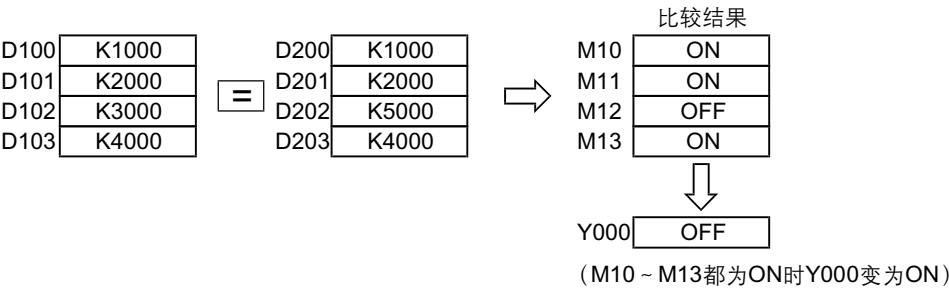 比较结果
D100 K1000 D200 K1000 M10 ON
D101 K2000 = D201 K2000 M11 ON
D102 K3000 D202 K5000 M12 OFF
D103 K4000 D203 K4000 M13 ON
Y000 OFF
（M10～M13都为ON时Y000变为ON）